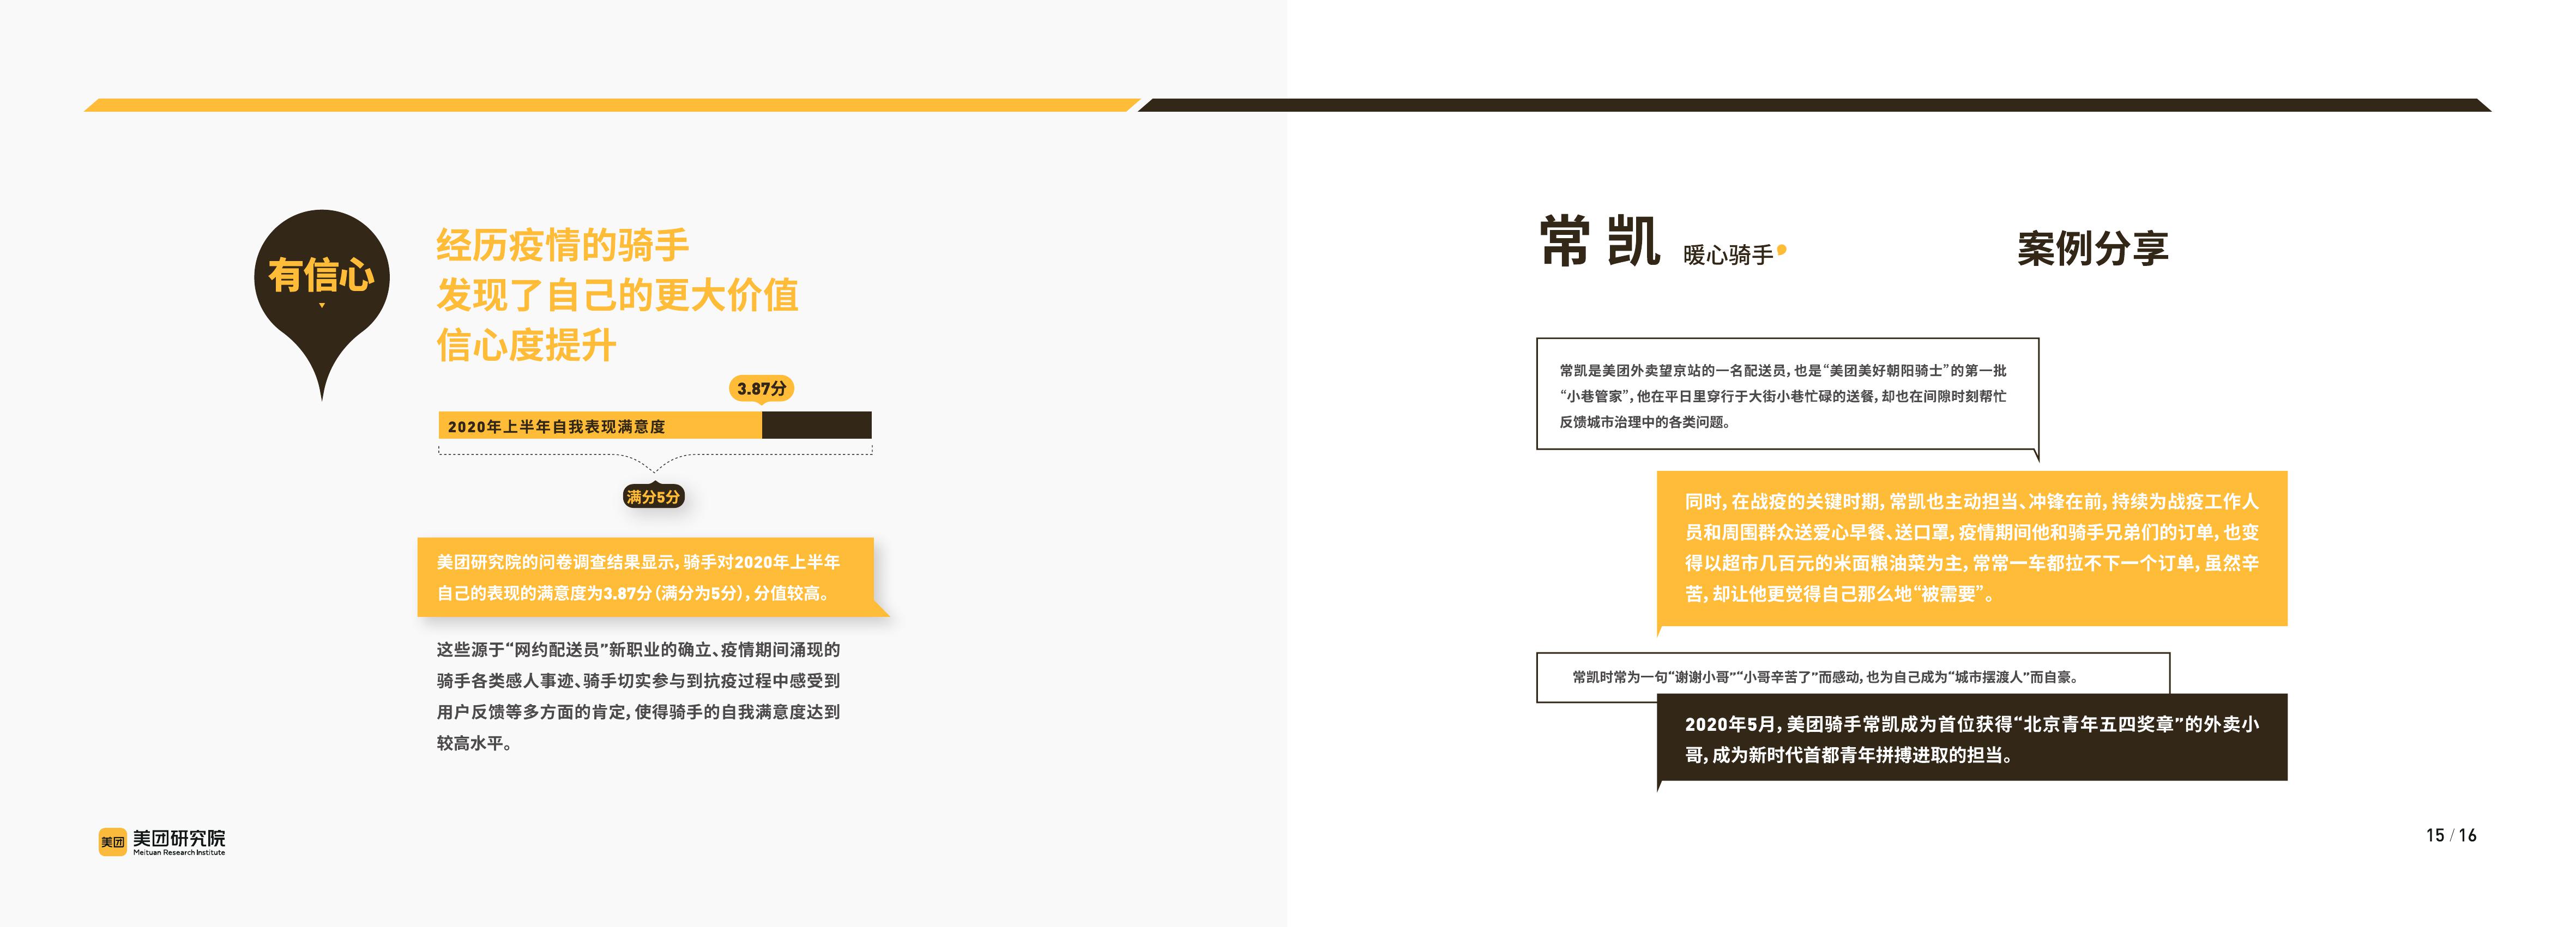 有信心
经历疫情的骑手
发现了自己的更大价值
信心度提升
3.87分
2020年上半年自我表现满意度
满分5分
美团研究院的问卷调查结果显示，骑手对2020年上半年
自己的表现的满意度为3.87分（满分为5分），分值较高。
这些源于“网约配送员”新职业的确立、疫情期间涌现的
骑手各类感人事迹、骑手切实参与到抗疫过程中感受到
用户反馈等多方面的肯定，使得骑手的自我满意度达到
较高水平。
美团 美团研究院
Meituan Research Institute
常凯 暖心骑手
案例分享
常凯是美团外卖望京站的一名配送员，也是“美团美好朝阳骑士”的第一批
“小巷管家”，他在平日里穿行于大街小巷忙碌的送餐，却也在间隙时刻帮忙
反馈城市治理中的各类问题。
同时，在战疫的关键时期，常凯也主动担当、冲锋在前，持续为战疫工作人
员和周围群众送爱心早餐、送口罩，疫情期间他和骑手兄弟们的订单，也变
得以超市几百元的米面粮油菜为主，常常一车都拉不下一个订单，虽然辛
苦，却让他更觉得自己那么地“被需要”。
常凯时常为一句“谢谢小哥”“小哥辛苦了”而感动，也为自己成为“城市摆渡人”而自豪。
2020年5月，美团骑手常凯成为首位获得“北京青年五四奖章”的外卖小
哥，成为新时代首都青年拼搏进取的担当。
15 / 16